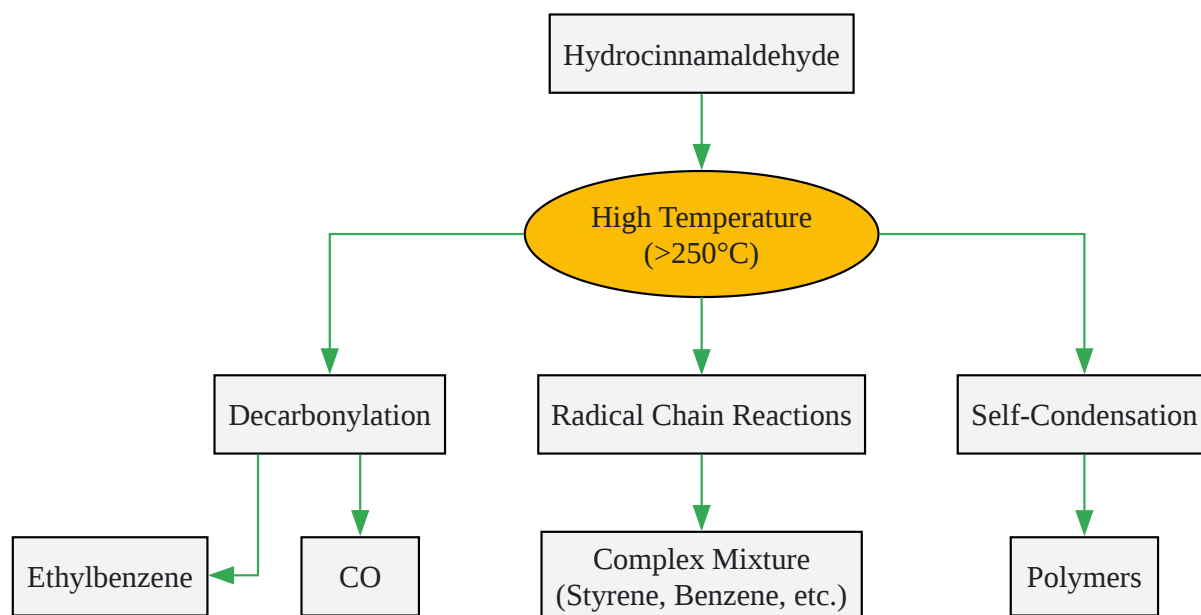 Hydrocinnamaldehyde
High Temperature
(>250°C)
Decarbonylation
Radical Chain Reactions
Self-Condensation
Ethylbenzene
CO
Complex Mixture
(Styrene, Benzene, etc.)
Polymers